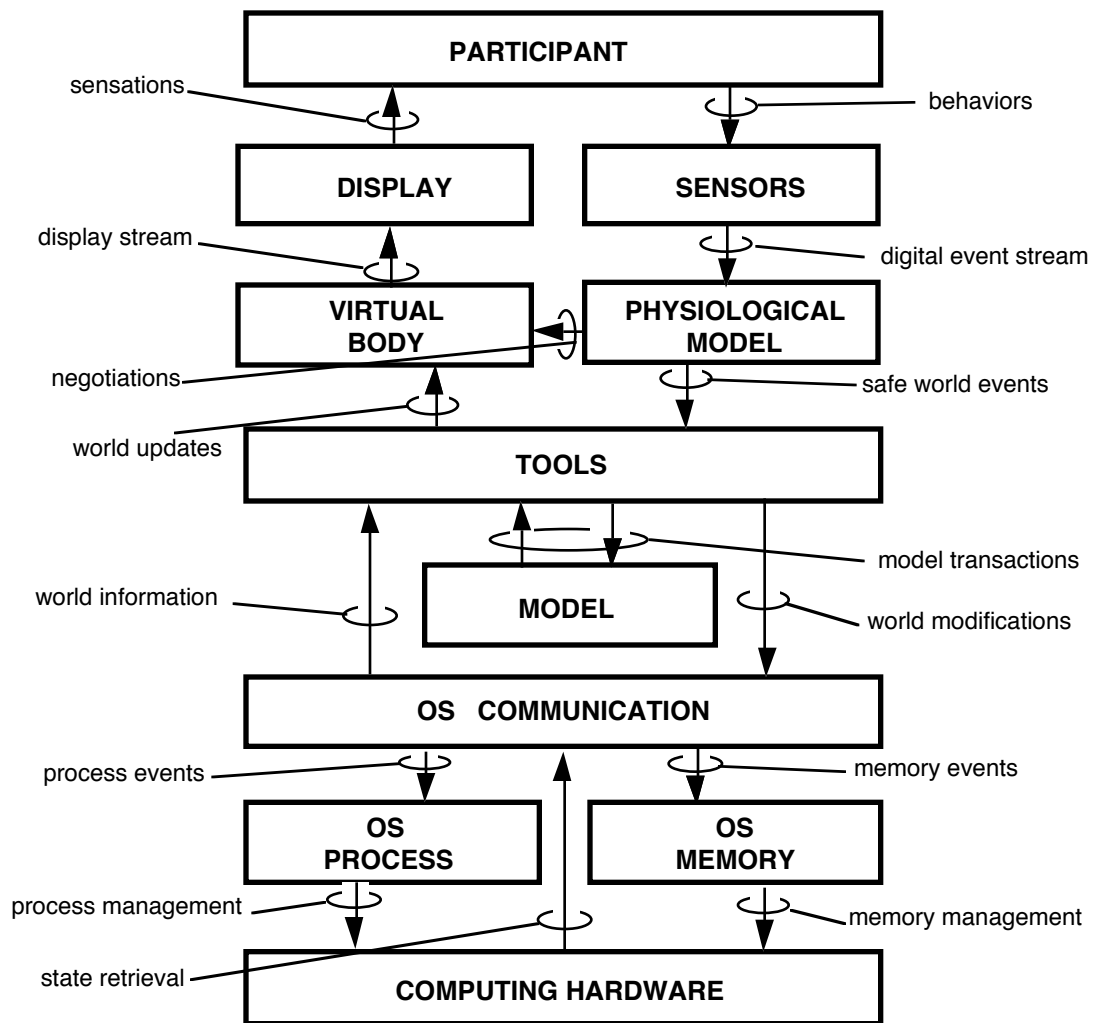 PARTICIPANT
sensations
behaviors
DISPLAY
SENSORS
display stream
digital event stream
VIRTUAL
BODY
PHYSIOLOGICAL
MODEL
negotiations
safe world events
world updates
TOOLS
model transactions
world information
MODEL
world modifications
OS COMMUNICATION
process events
memory events
OS
PROCESS
OS
MEMORY
process management
memory management
state retrieval
COMPUTING HARDWARE